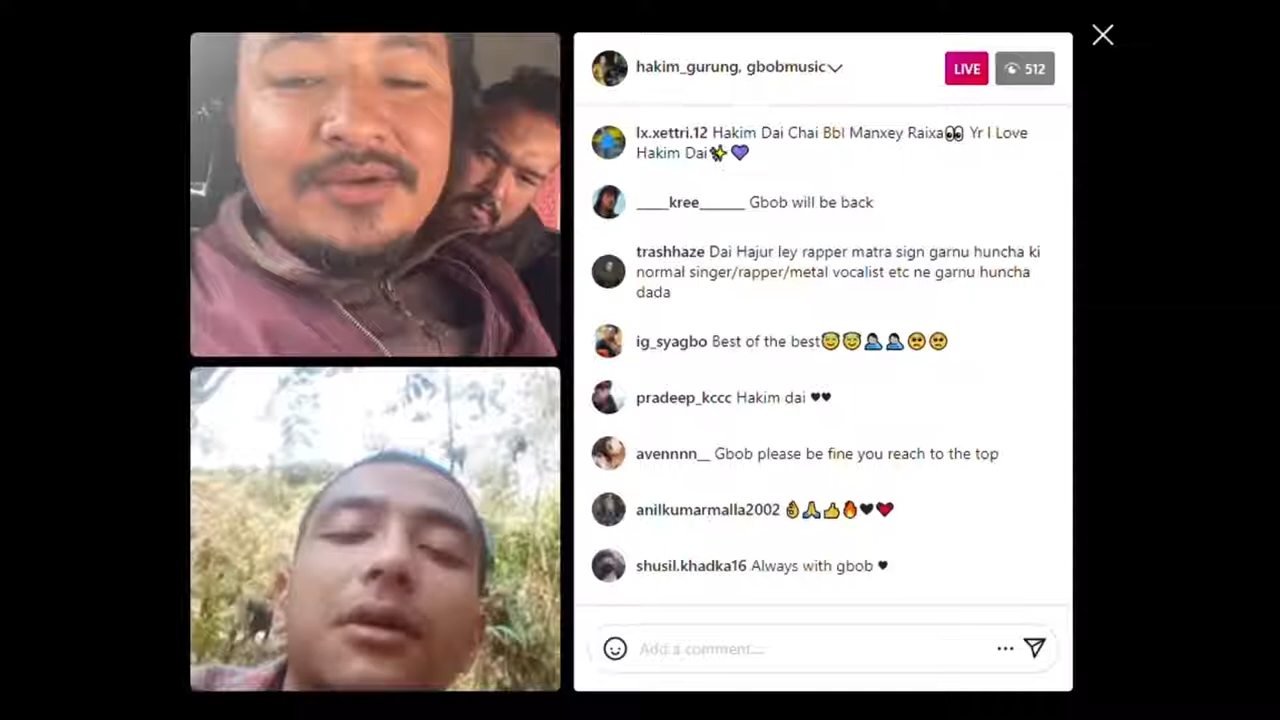 hakim_gurung, gbobmusic
LIVE
512
lx.xettri.12 Hakim Dai Chai Bbl Manxey Raixa👀 Yr I Love
Hakim Dai✨💜
_____kree_______ Gbob will be back
trashhaze Dai Hajur ley rapper matra sign garnu huncha ki
normal singer/rapper/metal vocalist etc ne garnu huncha
dada
ig_syagbo Best of the best😇😇🤦🏻‍♂️🤦🏻‍♂️🥺🥺
pradeep_kccc Hakim dai ♥♥
avennnn__ Gbob please be fine you reach to the top
anilkumarmalla2002 👌🙏👍🔥🖤❤️
shusil.khadka16 Always with gbob ♥
Add a comment...